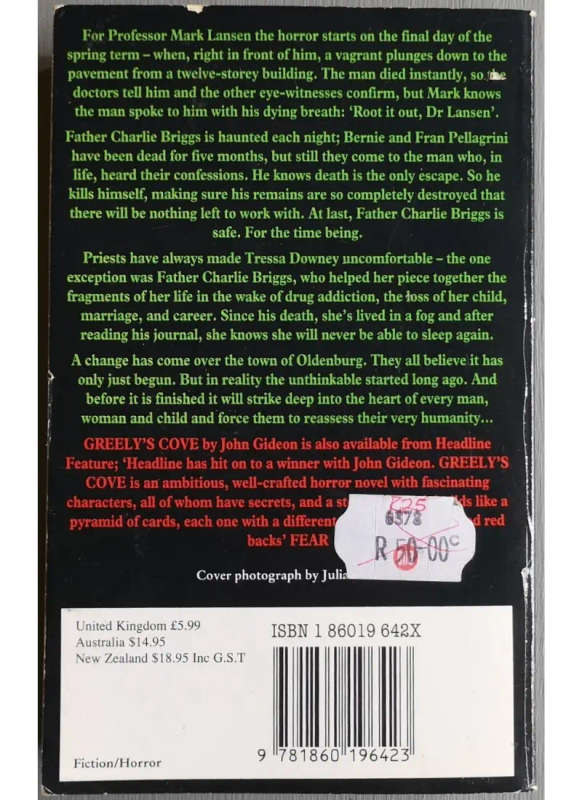 For Professor Mark Lansen the horror starts on the final day of the
spring term – when, right in front of him, a vagrant plunges down to the
pavement from a twelve-storey building. The man died instantly, so the
doctors tell him and the other eye-witnesses confirm, but Mark knows
the man spoke to him with his dying breath: ‘Root it out, Dr Lansen’.
Father Charlie Briggs is haunted each night; Bernie and Fran Pellagrini
have been dead for five months, but still they come to the man who, in
life, heard their confessions. He knows death is the only escape. So he
kills himself, making sure his remains are so completely destroyed that
there will be nothing left to work with. At last, Father Charlie Briggs is
safe. For the time being.
Priests have always made Tressa Downey uncomfortable – the one
exception was Father Charlie Briggs, who helped her piece together the
fragments of her life in the wake of drug addiction, the loss of her child,
marriage, and career. Since his death, she’s lived in a fog and after
reading his journal, she knows she will never be able to sleep again.
A change has come over the town of Oldenburg. They all believe it has
only just begun. But in reality the unthinkable started long ago. And
before it is finished it will strike deep into the heart of every man,
woman and child and force them to reassess their very humanity...
GREELY’S COVE by John Gideon is also available from Headline
Feature; ‘Headline has hit on to a winner with John Gideon. GREELY’S
COVE is an ambitious, well-crafted horror novel with fascinating
characters, all of whom have secrets, and a like a
pyramid of cards, each one with a different red
backs’ FEAR
R25
6378
R 50-00c
Cover photograph by Julia
United Kingdom £5.99
Australia $14.95
New Zealand $18.95 Inc G.S.T
ISBN 1 86019 642X
9 781860 196423
Fiction/Horror